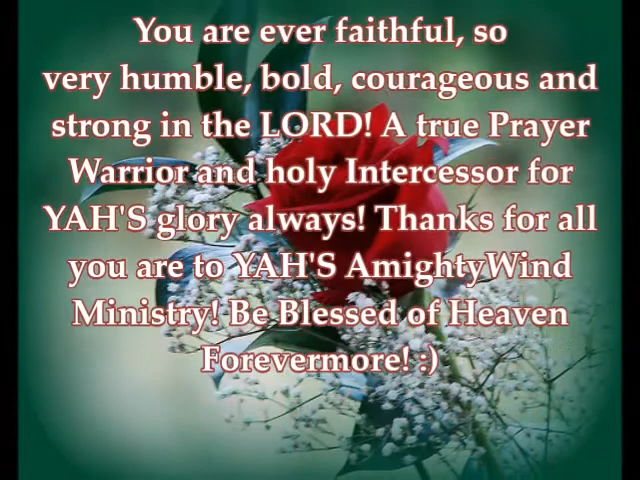 You are ever faithful, so
very humble, bold, courageous and
strong in the LORD! A true Prayer
Warrior and holy Intercessor for
YAH'S glory always! Thanks for all
you are to YAH'S AmightyWind
Ministry! Be Blessed of Heaven
Forevermore! :)